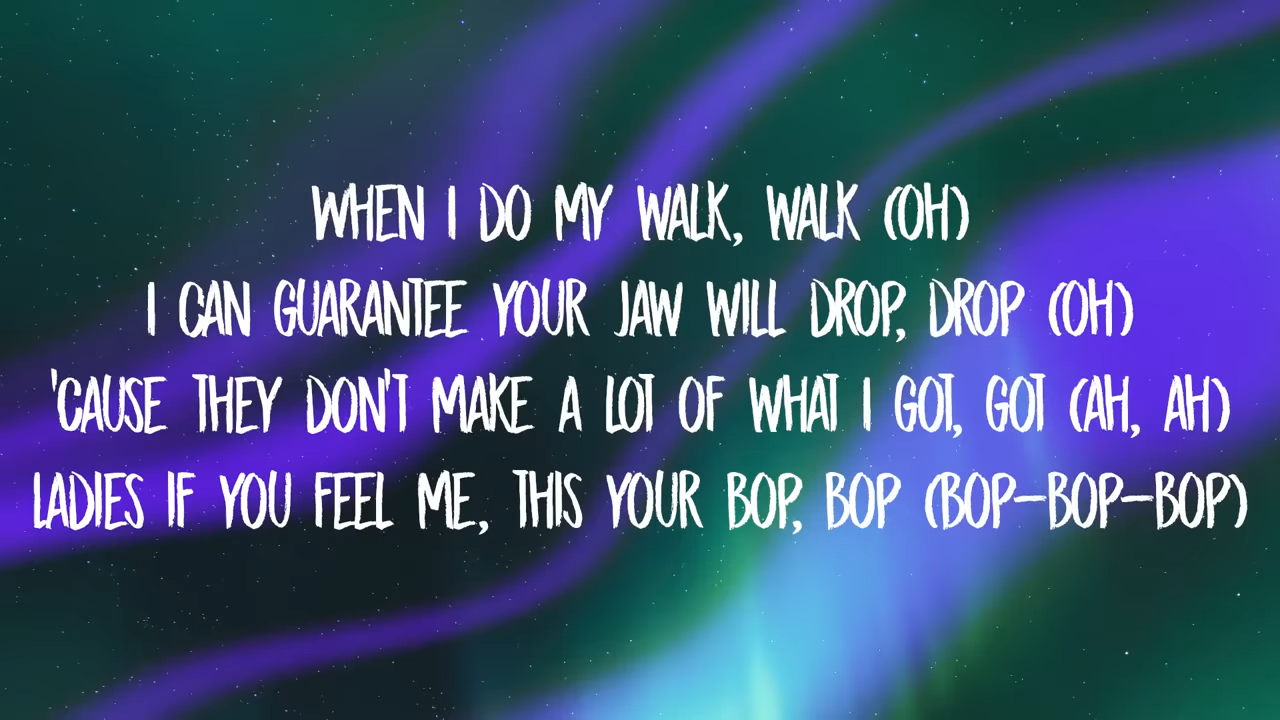 WHEN I DO MY WALK, WALK (OH)
I CAN GUARANTEE YOUR JAW WILL DROP, DROP (OH)
'CAUSE THEY DON'T MAKE A LOT OF WHAT I GOT, GOT (AH, AH)
LADIES IF YOU FEEL ME, THIS YOUR BOP, BOP (BOP-BOP-BOP)